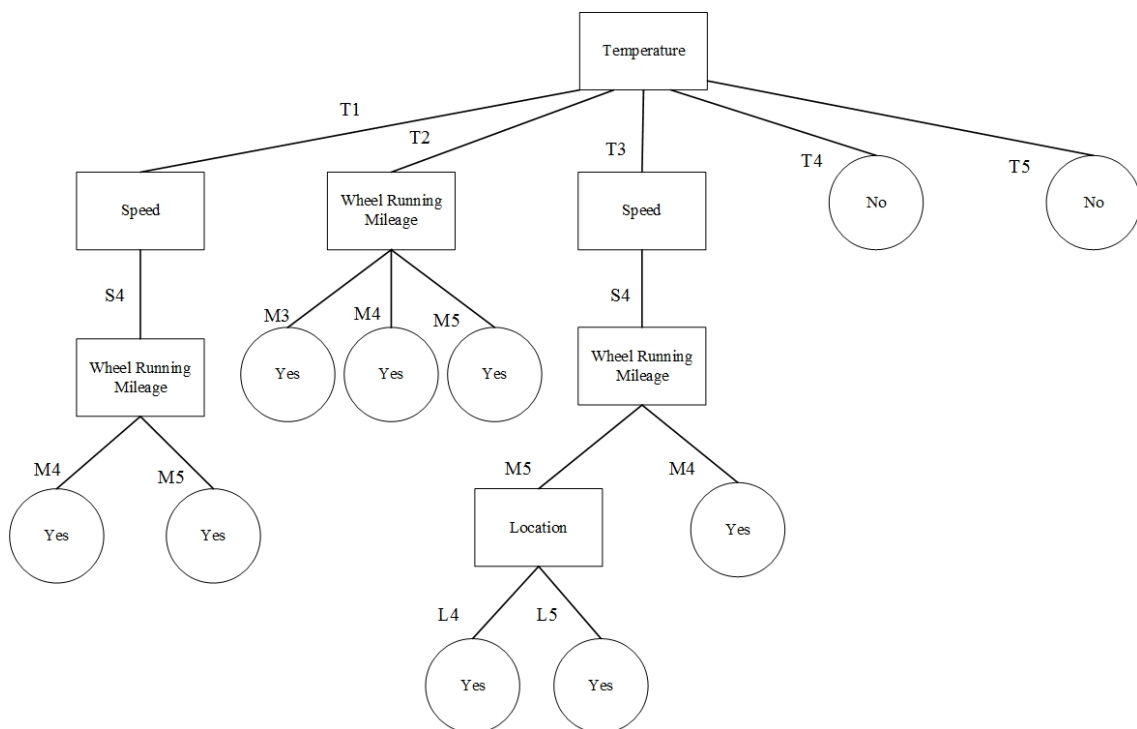 Temperature
T1
T2
T3
T4
T5
Speed
Wheel Running
Mileage
Speed
No
No
S4
M3
M4
M5
S4
Wheel Running
Mileage
Yes
Yes
Yes
Wheel Running
Mileage
M4
M5
M5
M4
Yes
Yes
Location
Yes
L4
L5
Yes
Yes